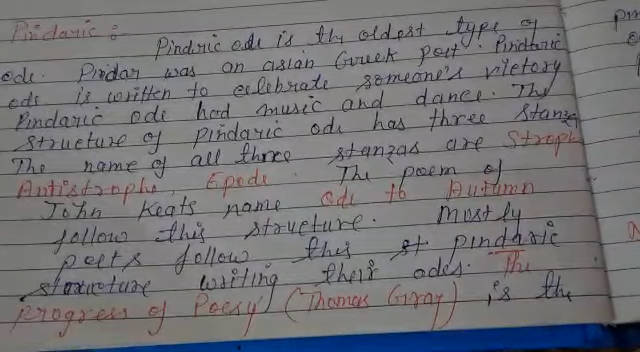 Pindaric :
Pindric ode is the oldest type of
ode. Pindar was an asian Greek poet. Pindaric
ode is written to celebrate someone's victory
Pindaric ode had music and dance. The
structure of Pindaric ode has three stanza
The name of all three stanzas are Stroph
Antistrophe, Epode. The poem of
John Keats name ode to Autumn
follow this structure. Mostly
poets follow this st pindaric
structure writing their odes. The
Progress of Poesy (Thomas Gray) is the